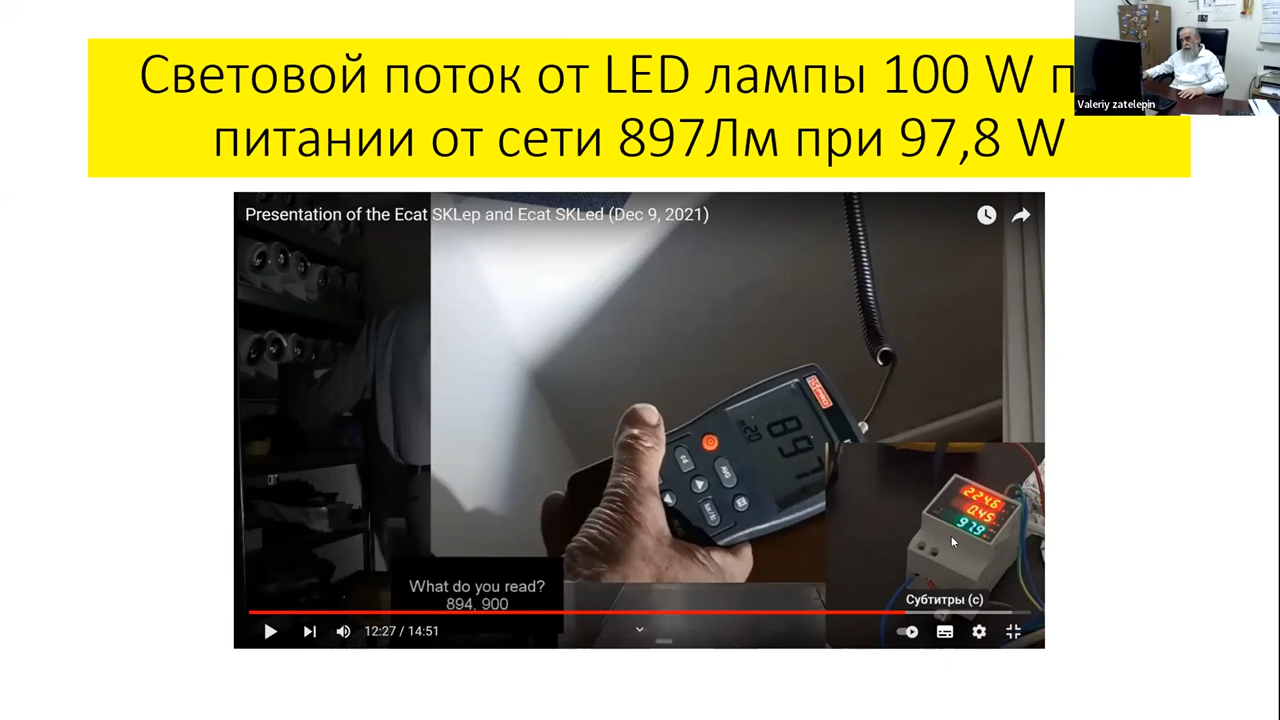 Световой поток от LED лампы 100 W п
питании от сети 897Лм при 97,8 W
Valeriy zatelepin
Presentation of the Ecat SKLep and Ecat SKLed (Dec 9, 2021)
897
AVG
224.6
0.45
97.9
What do you read?
894, 900
Субтитры (c)
12:27 / 14:51